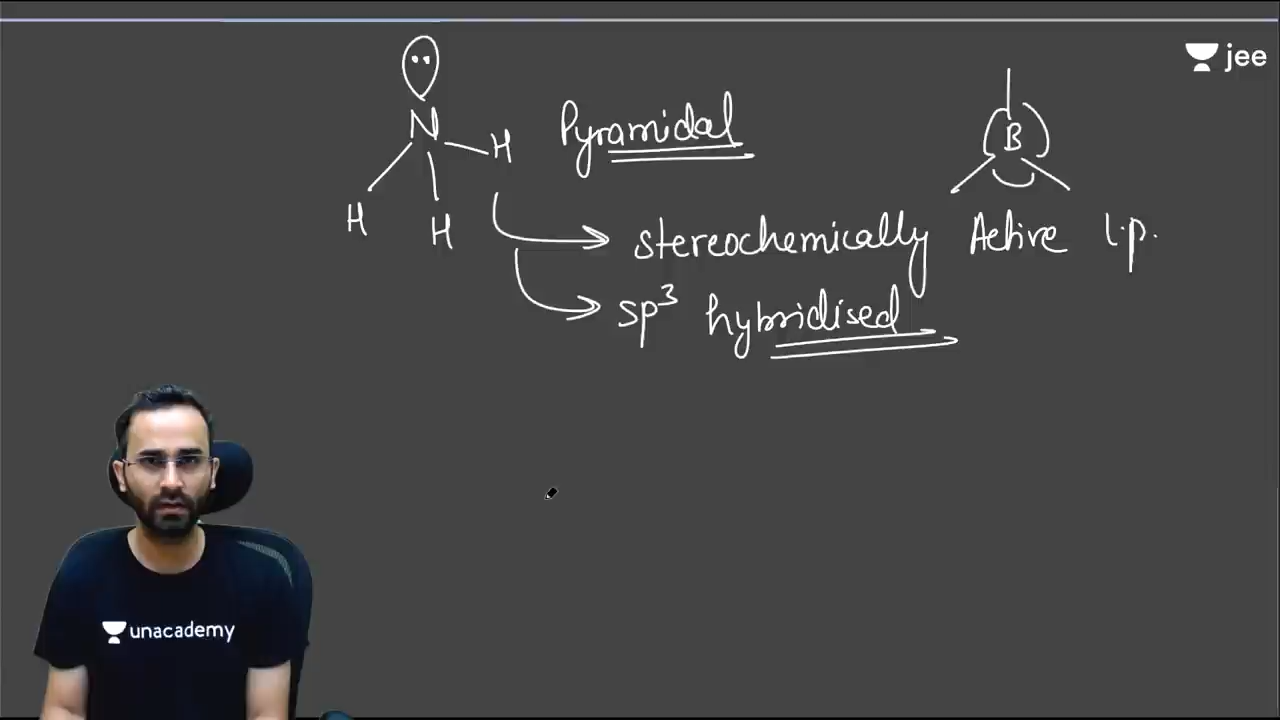 N
H
H
H
Pyramidal
B
stereochemically Active l.p.
sp³ hybridised
jee
unacademy